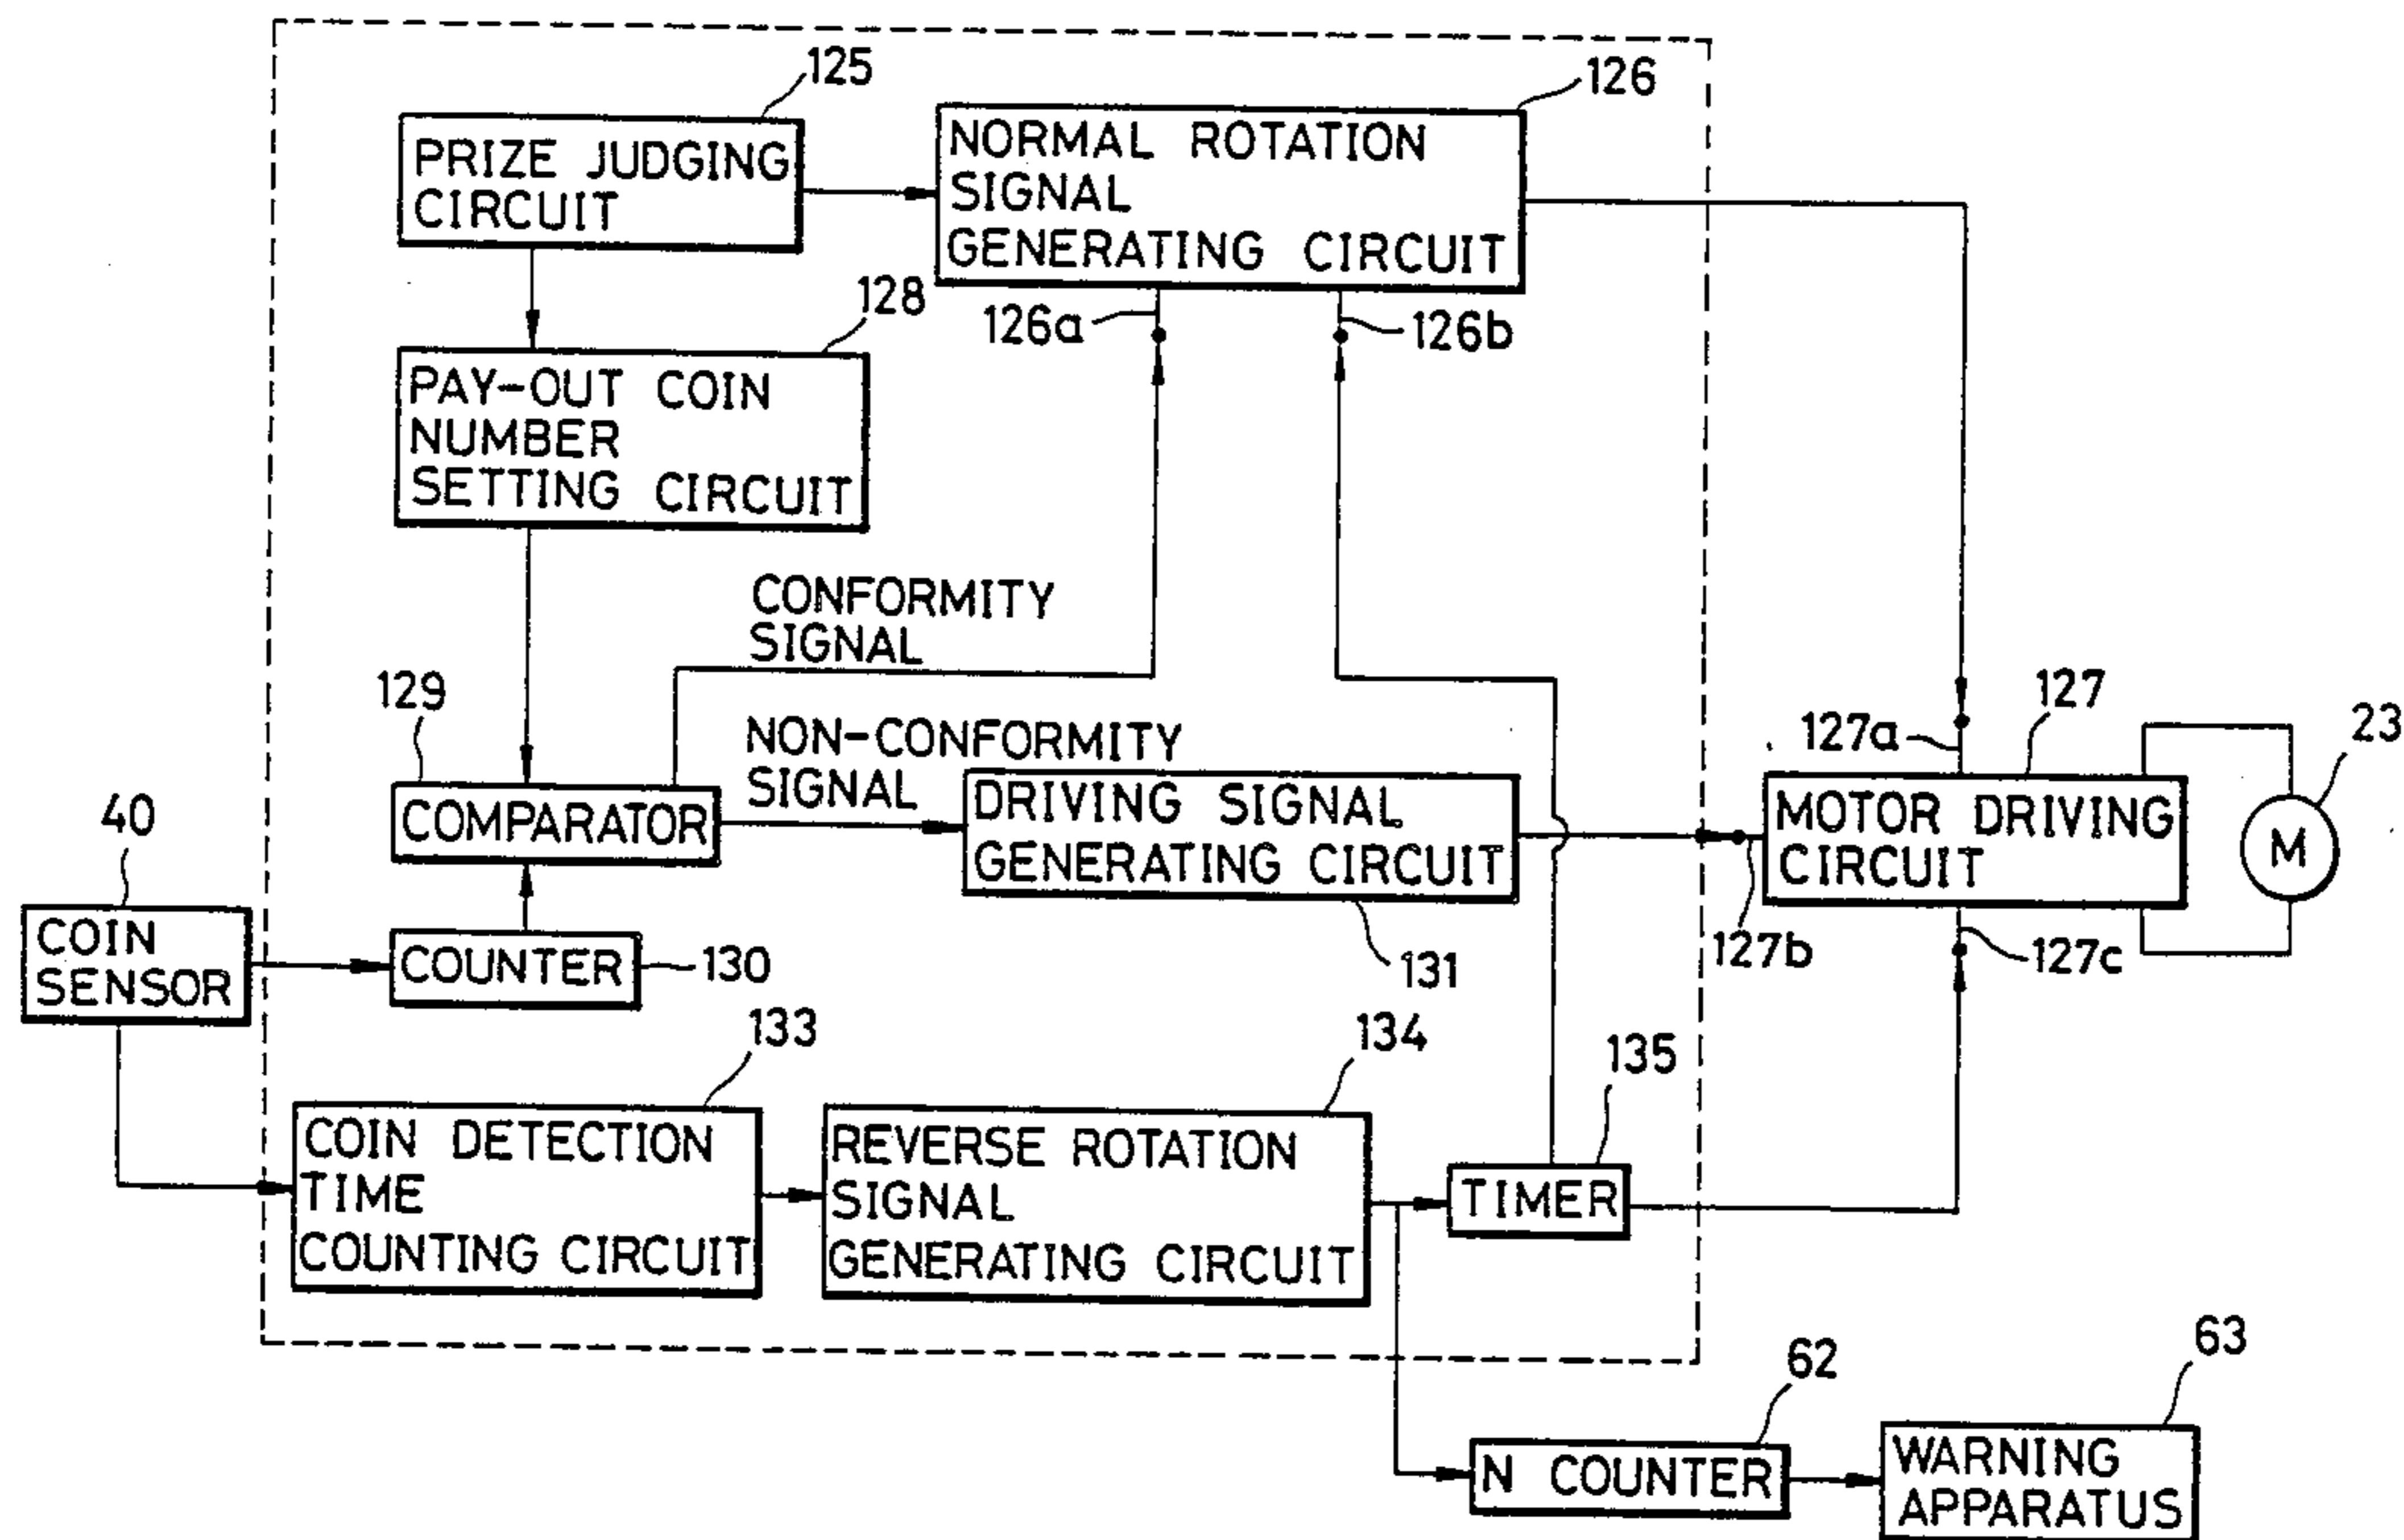 125
126
PRIZE JUDGING
CIRCUIT
NORMAL ROTATION
SIGNAL
GENERATING CIRCUIT
128
126a
126b
PAY-OUT COIN
NUMBER
SETTING CIRCUIT
CONFORMITY
SIGNAL
129
127
23
127a
NON-CONFORMITY
SIGNAL
40
COMPARATOR
DRIVING SIGNAL
GENERATING CIRCUIT
MOTOR DRIVING
CIRCUIT
M
COIN
SENSOR
COUNTER
130
131
127b
127c
133
134
135
COIN DETECTION
TIME
COUNTING CIRCUIT
REVERSE ROTATION
SIGNAL
GENERATING CIRCUIT
TIMER
62
63
N COUNTER
WARNING
APPARATUS